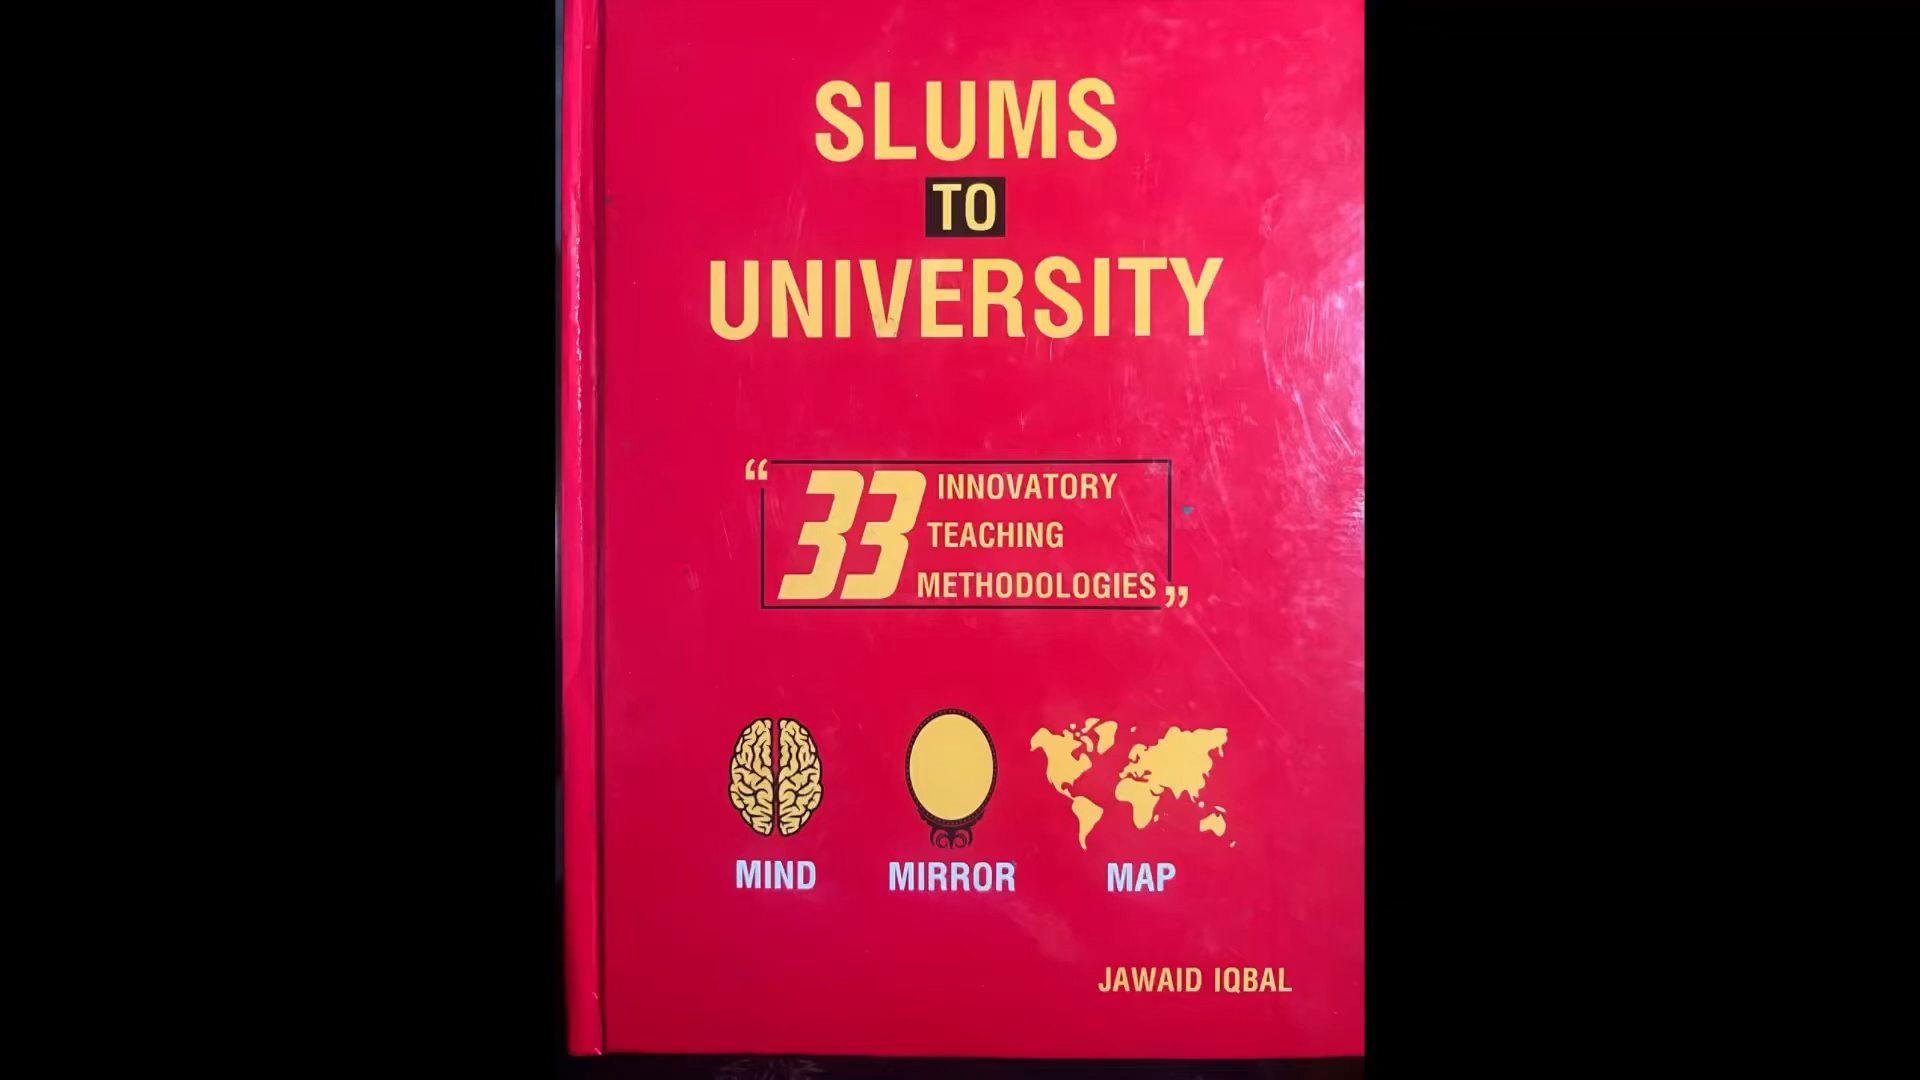 SLUMS
TO
UNIVERSITY
“33 INNOVATORY
TEACHING
METHODOLOGIES”
MIND MIRROR MAP
JAWAID IQBAL